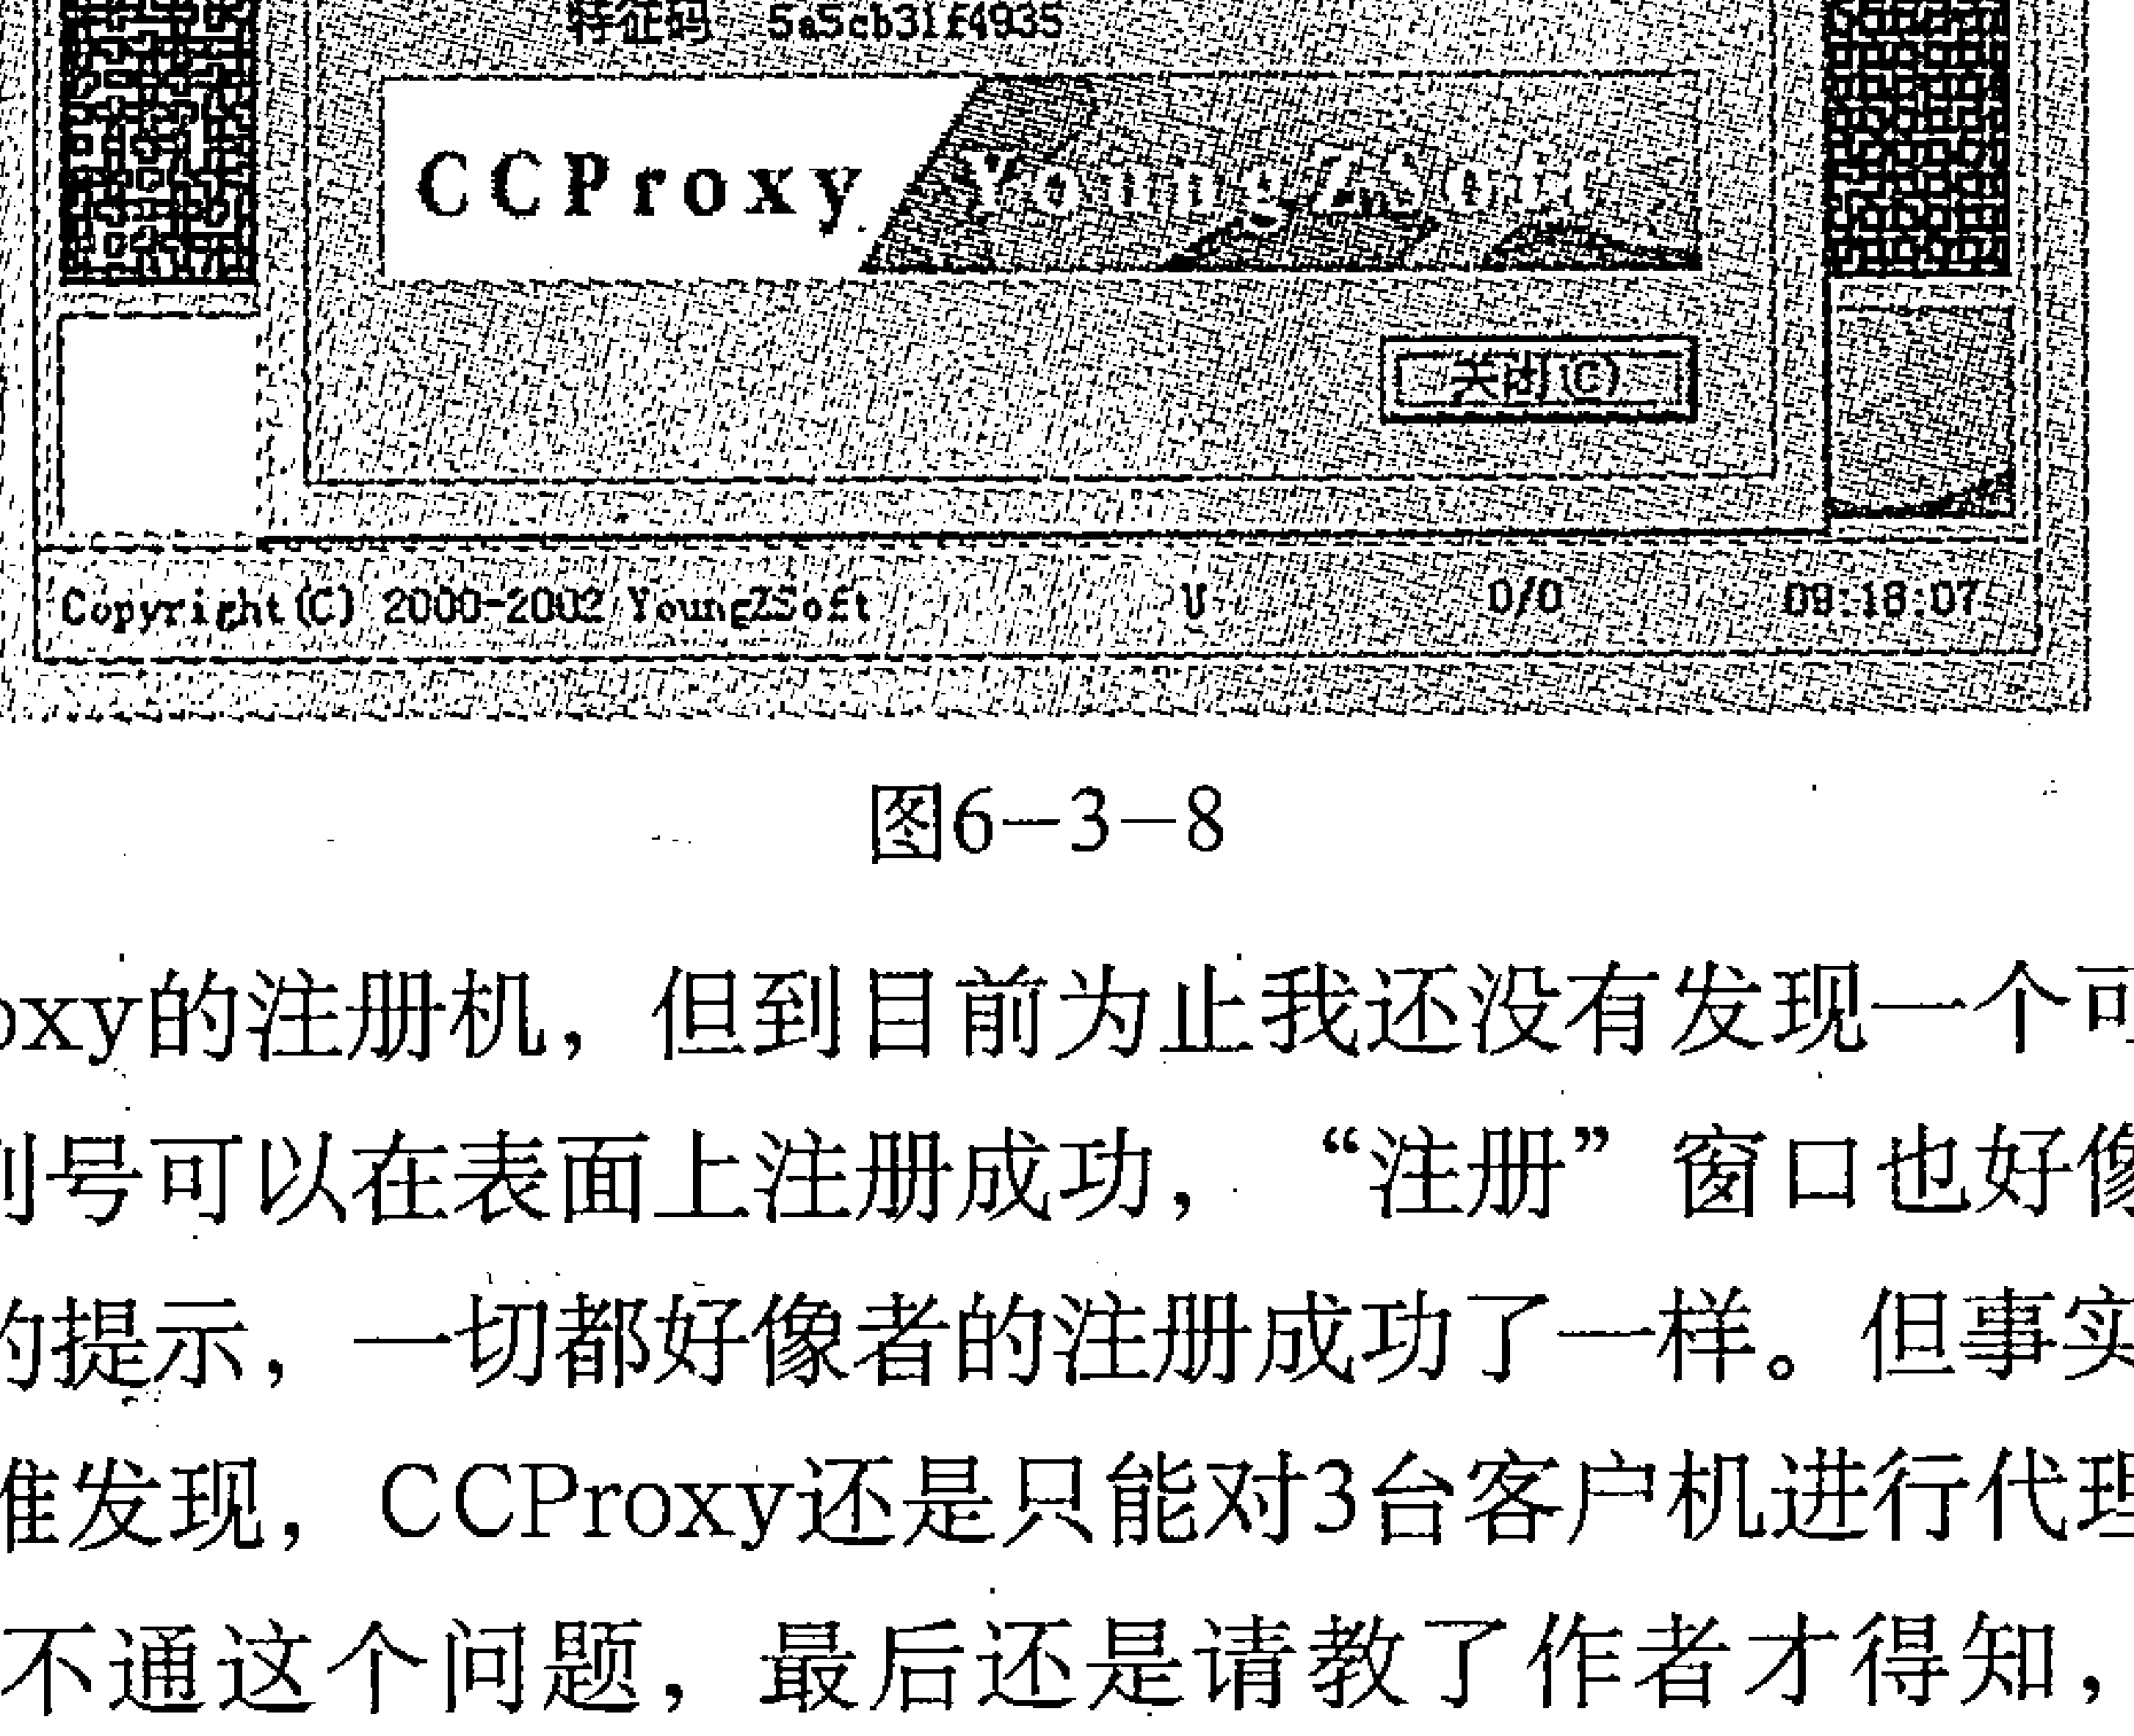 特征码 5a5cb31f4935
CCProxy YoungZSoft
关闭(C)
Copyright(C) 2000-2002 YoungZSoft 0/0 09:18:07
图6-3-8
oxy的注册机，但到目前为止我还没有发现一个可
号可以在表面上注册成功，“注册”窗口也好像
的提示，一切都好像者的注册成功了一样。但事实
准发现，CCProxy还是只能对3台客户机进行代理
不通这个问题，最后还是请教了作者才得知，